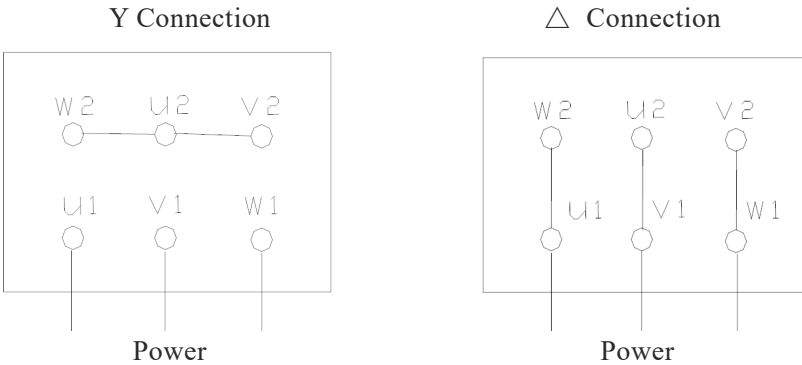 Y Connection
△ Connection
W2 U2 V2
U1 V1 W1
Power
W2 U2 V2
U1 V1 W1
Power